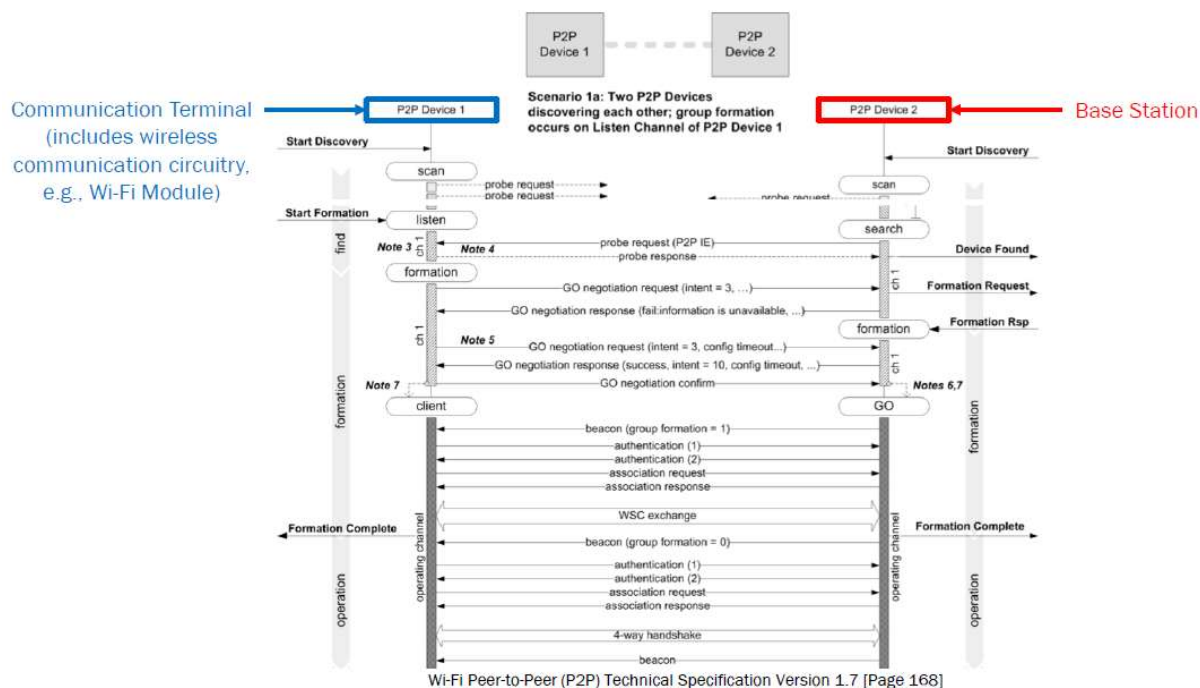 P2P Device 1
P2P Device 2
Communication Terminal (includes wireless communication circuitry, e.g., Wi-Fi Module)
P2P Device 1
Scenario 1a: Two P2P Devices
discovering each other; group formation
occurs on Listen Channel of P2P Device 1
P2P Device 2
Base Station
Start Discovery
Start Discovery
scan
scan
probe request
probe request
probe request
Start Formation
listen
search
find
Note 3
ch 1
Note 4
probe request (P2P IE)
probe response
Device Found
formation
ch 1
GO negotiation request (intent = 3, ...)
Formation Request
GO negotiation response (fail:information is unavailable, ...)
formation
Formation Rsp
ch 1
Note 5
GO negotiation request (intent = 3, config timeout...)
ch 1
GO negotiation response (success, intent = 10, config timeout, ...)
Note 7
GO negotiation confirm
Notes 6,7
formation
client
GO
formation
beacon (group formation = 1)
authentication (1)
authentication (2)
association request
association response
WSC exchange
Formation Complete
Formation Complete
operating channel
beacon (group formation = 0)
operating channel
authentication (1)
authentication (2)
operation
association request
operation
association response
4-way handshake
beacon
Wi-Fi Peer-to-Peer (P2P) Technical Specification Version 1.7 [Page 168]